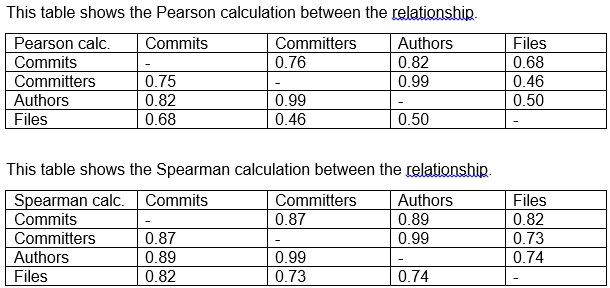 This table shows the Pearson calculation between the relationship.
Pearson calc. Commits Committers Authors Files
Commits - 0.76 0.82 0.68
Committers 0.75 - 0.99 0.46
Authors 0.82 0.99 - 0.50
Files 0.68 0.46 0.50 -
This table shows the Spearman calculation between the relationship.
Spearman calc. Commits Committers Authors Files
Commits - 0.87 0.89 0.82
Committers 0.87 - 0.99 0.73
Authors 0.89 0.99 - 0.74
Files 0.82 0.73 0.74 -